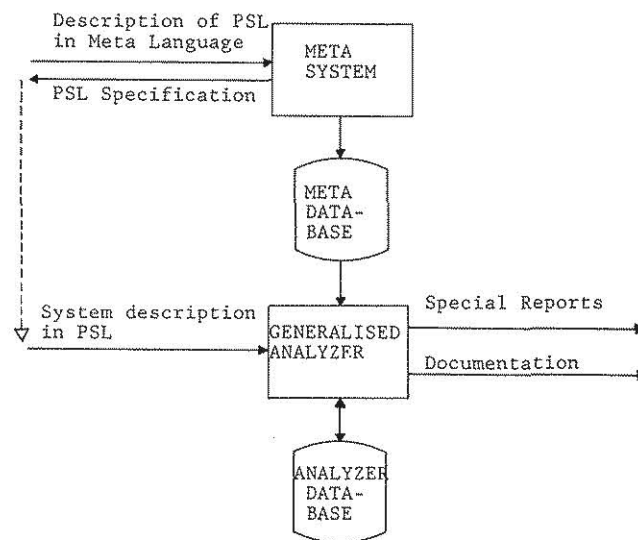 Description of PSL
in Meta Language
META
SYSTEM
PSL Specification
META
DATA-
BASE
System description
in PSL
GENERALISED
ANALYZFR
Special Reports
Documentation
ANALYZER
DATA-
BASE